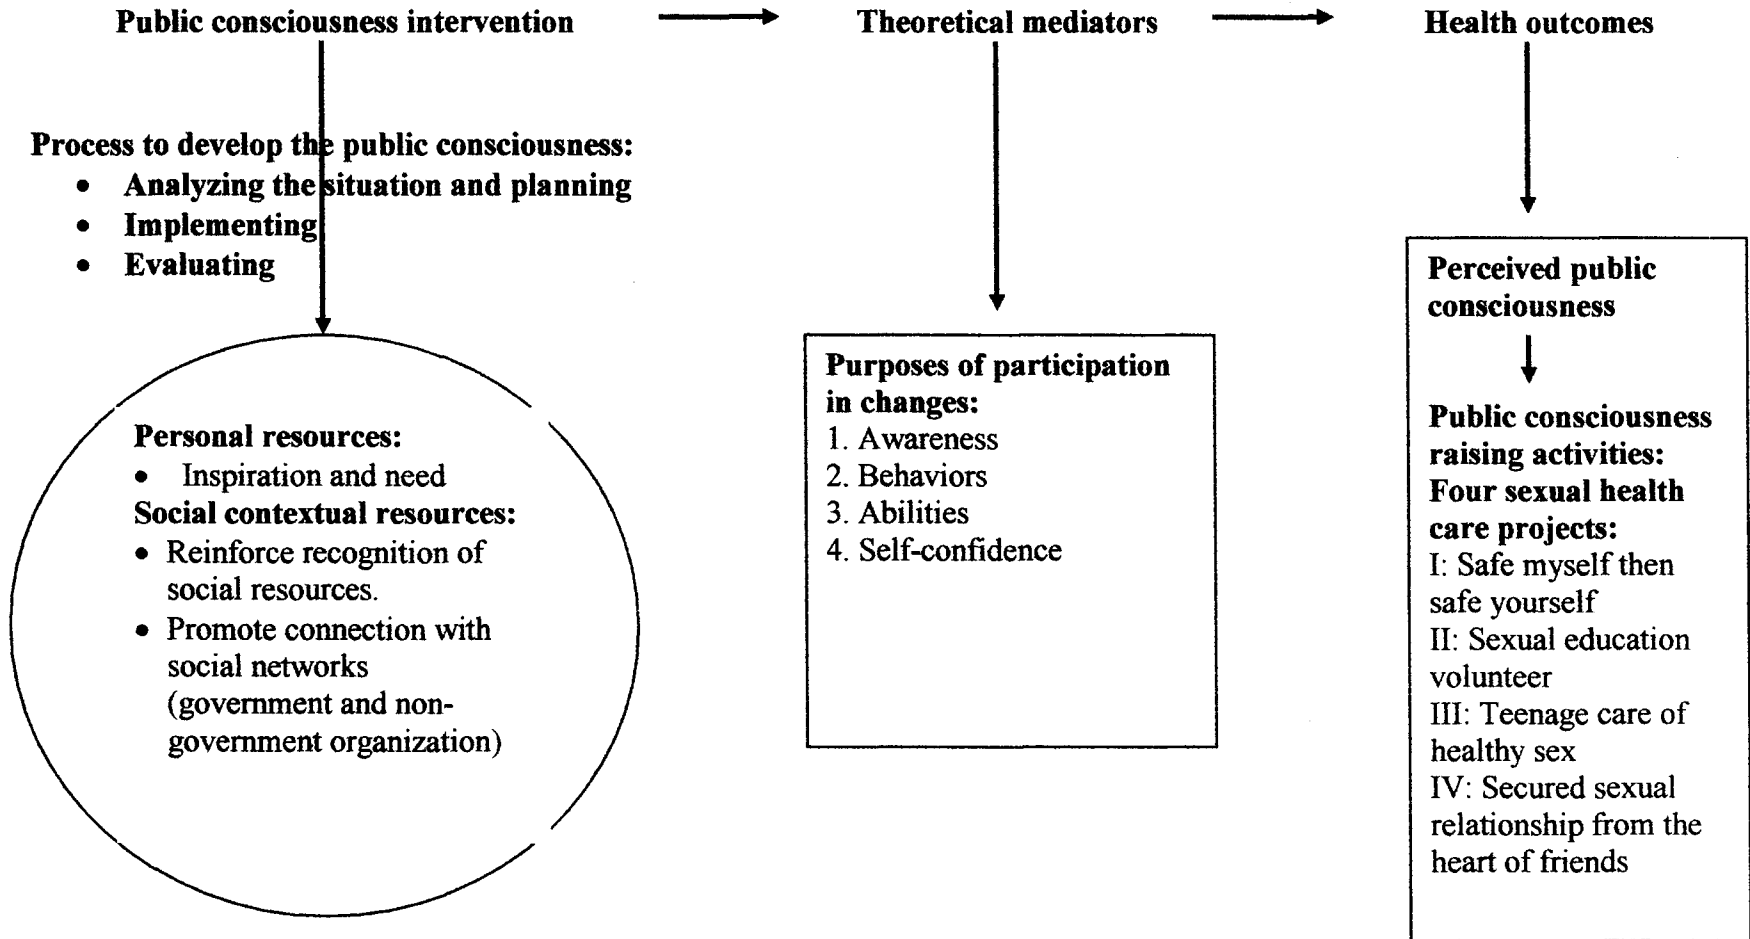 Public consciousness intervention
Theoretical mediators
Health outcomes
Process to develop the public consciousness:
• Analyzing the situation and planning
• Implementing
• Evaluating
Personal resources:
• Inspiration and need
Social contextual resources:
• Reinforce recognition of
social resources.
• Promote connection with
social networks
(government and non-
government organization)
Purposes of participation
in changes:
1. Awareness
2. Behaviors
3. Abilities
4. Self-confidence
Perceived public
consciousness
Public consciousness
raising activities:
Four sexual health
care projects:
I: Safe myself then
safe yourself
II: Sexual education
volunteer
III: Teenage care of
healthy sex
IV: Secured sexual
relationship from the
heart of friends